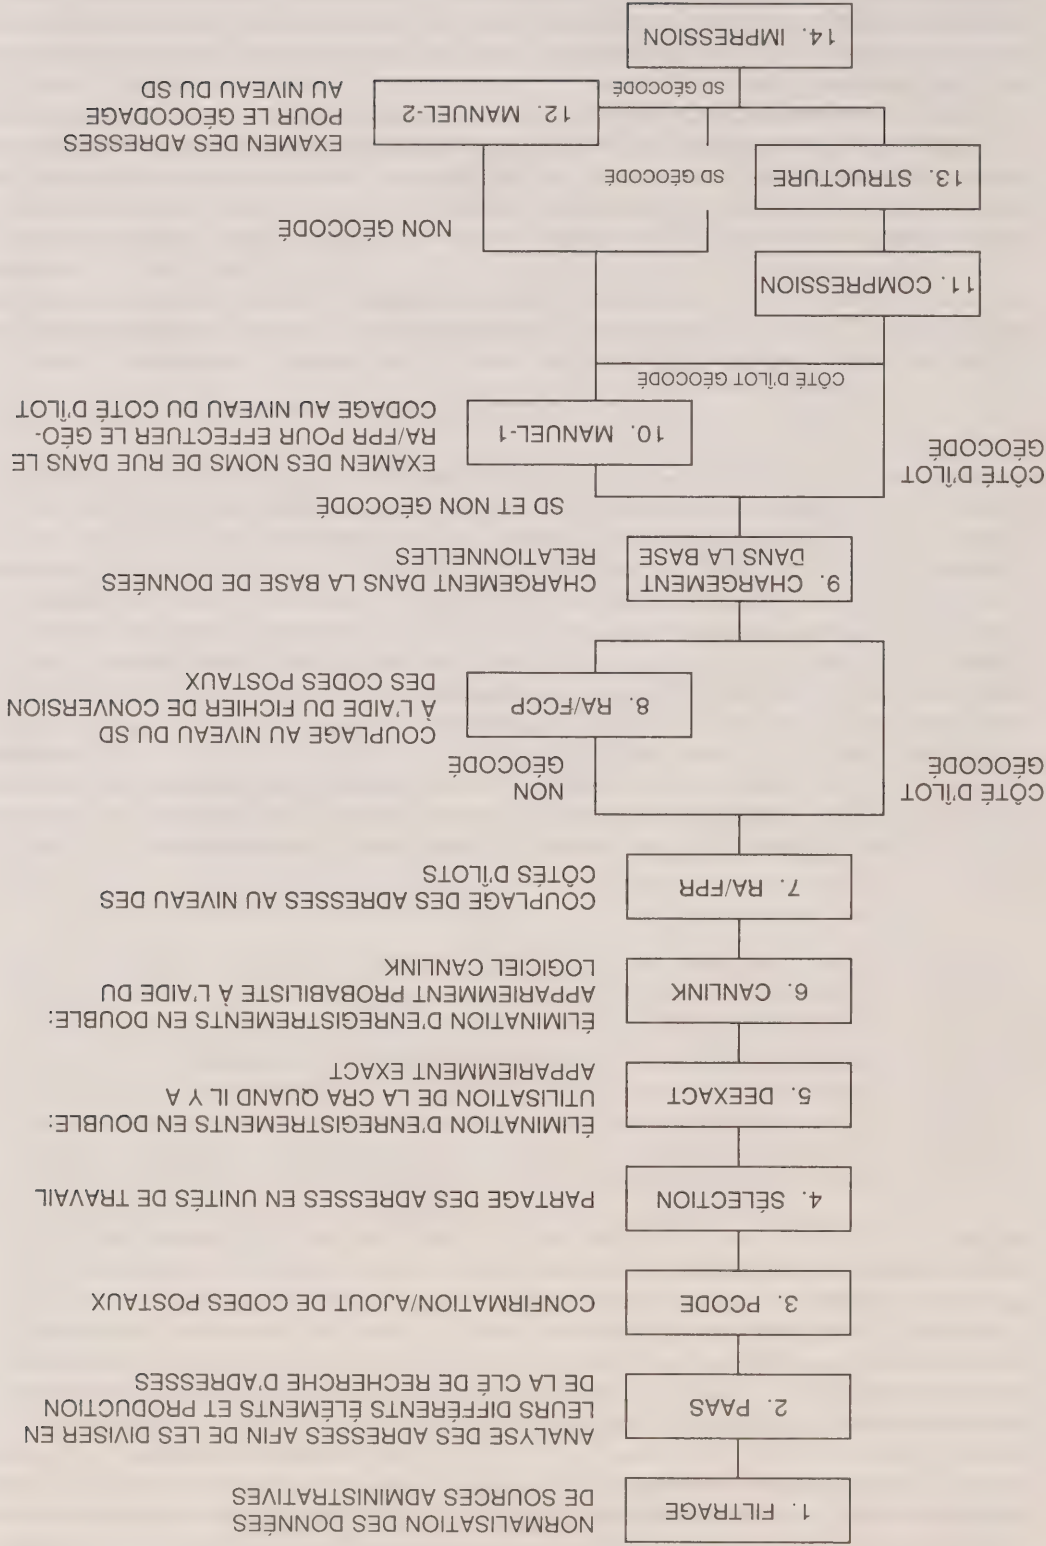 1. FILTRAGE
NORMALISATION DES DONNÉES
DE SOURCES ADMINISTRATIVES
2. PAAS
ANALYSE DES ADRESSES AFIN DE LES DIVISER EN
LEURS DIFFÉRENTS ÉLÉMENTS ET PRODUCTION
DE LA CLÉ DE RECHERCHE D'ADRESSES
3. PCODE
CONFIRMATION/AJOUT DE CODES POSTAUX
4. SÉLECTION
PARTAGE DES ADRESSES EN UNITÉS DE TRAVAIL
5. DEEXACT
ÉLIMINATION D'ENREGISTREMENTS EN DOUBLE:
UTILISATION DE LA CRA QUAND IL Y A
APPARIEMMENT EXACT
6. CANLINK
ÉLIMINATION D'ENREGISTREMENTS EN DOUBLE:
APPARIEMMENT PROBABILISTE À L'AIDE DU
LOGICIEL CANLINK
7. RA/FPR
COUPLAGE DES ADRESSES AU NIVEAU DES
CÔTÉS D'ÎLOTS
CÔTÉ D'ÎLOT
GÉOCODÉ
NON
GÉOCODÉ
8. RA/FCCP
COUPLAGE AU NIVEAU DU SD
À L'AIDE DU FICHIER DE CONVERSION
DES CODES POSTAUX
9. CHARGEMENT
DANS LA BASE
CHARGEMENT DANS LA BASE DE DONNÉES
RELATIONNELLES
SD ET NON GÉOCODÉ
CÔTÉ D'ÎLOT
GÉOCODÉ
10. MANUEL-1
EXAMEN DES NOMS DE RUE DANS LE
RA/FPR POUR EFFECTUER LE GÉO-
CODAGE AU NIVEAU DU COTÉ D'ÎLOT
CÔTÉ D'ÎLOT GÉOCODÉ
11. COMPRESSION
NON GÉOCODÉ
13. STRUCTURE
SD GÉOCODÉ
12. MANUEL-2
EXAMEN DES ADRESSES
POUR LE GÉOCODAGE
AU NIVEAU DU SD
SD GÉOCODÉ
14. IMPRESSION